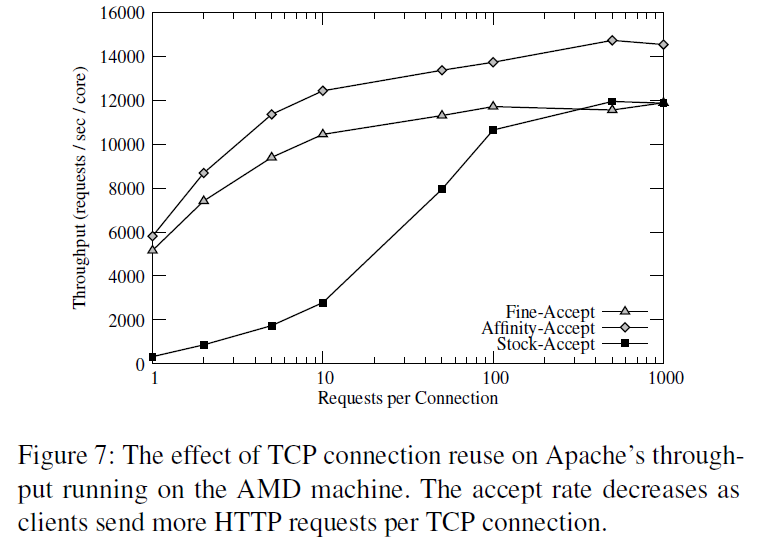 16000
14000
12000
10000
8000
6000
4000
2000
0
Throughput (requests / sec / core)
Fine-Accept
Affinity-Accept
Stock-Accept
1 10 100 1000
Requests per Connection
Figure 7: The effect of TCP connection reuse on Apache's through-
put running on the AMD machine. The accept rate decreases as
clients send more HTTP requests per TCP connection.